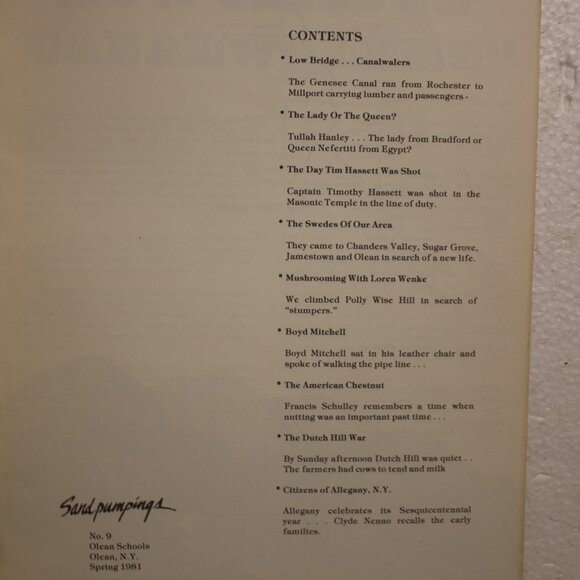 CONTENTS
• Low Bridge . . . Canalwalers
The Genesee Canal ran from Rochester to
Millport carrying lumber and passengers -
• The Lady Or The Queen?
Tullah Hanley . . . The lady from Bradford or
Queen Nefertiti from Egypt?
• The Day Tim Hassett Was Shot
Captain Timothy Hassett was shot in the
Masonic Temple in the line of duty.
• The Swedes Of Our Area
They came to Chanders Valley, Sugar Grove,
Jamestown and Olean in search of a new life.
• Mushrooming With Loren Wenke
We climbed Polly Wise Hill in search of
"stumpers."
• Boyd Mitchell
Boyd Mitchell sat in his leather chair and
spoke of walking the pipe line . . .
• The American Chestnut
Francis Schulley remembers a time when
nutting was an important past time . . .
• The Dutch Hill War
By Sunday afternoon Dutch Hill was quiet . .
The farmers had cows to tend and milk
• Citizens of Allegany, N.Y.
Allegany celebrates its Sesquicentennial
year . . . Clyde Nenno recalls the early
families.
Sandpumpings
No. 9
Olean Schools
Olean, N.Y.
Spring 1981